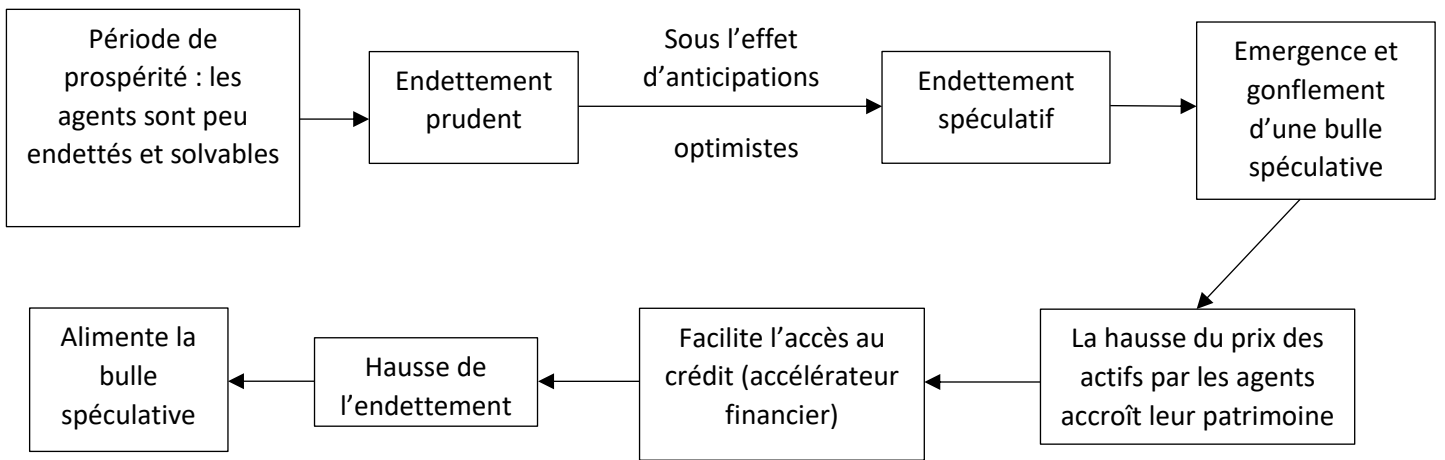 Période de
prospérité : les
agents sont peu
endettés et solvables
Endettement
prudent
Sous l’effet
d’anticipations
optimistes
Endettement
spéculatif
Emergence et
gonflement
d’une bulle
spéculative
La hausse du prix des
actifs par les agents
accroît leur patrimoine
Facilite l’accès au
crédit (accélérateur
financier)
Hausse de
l’endettement
Alimente la
bulle
spéculative